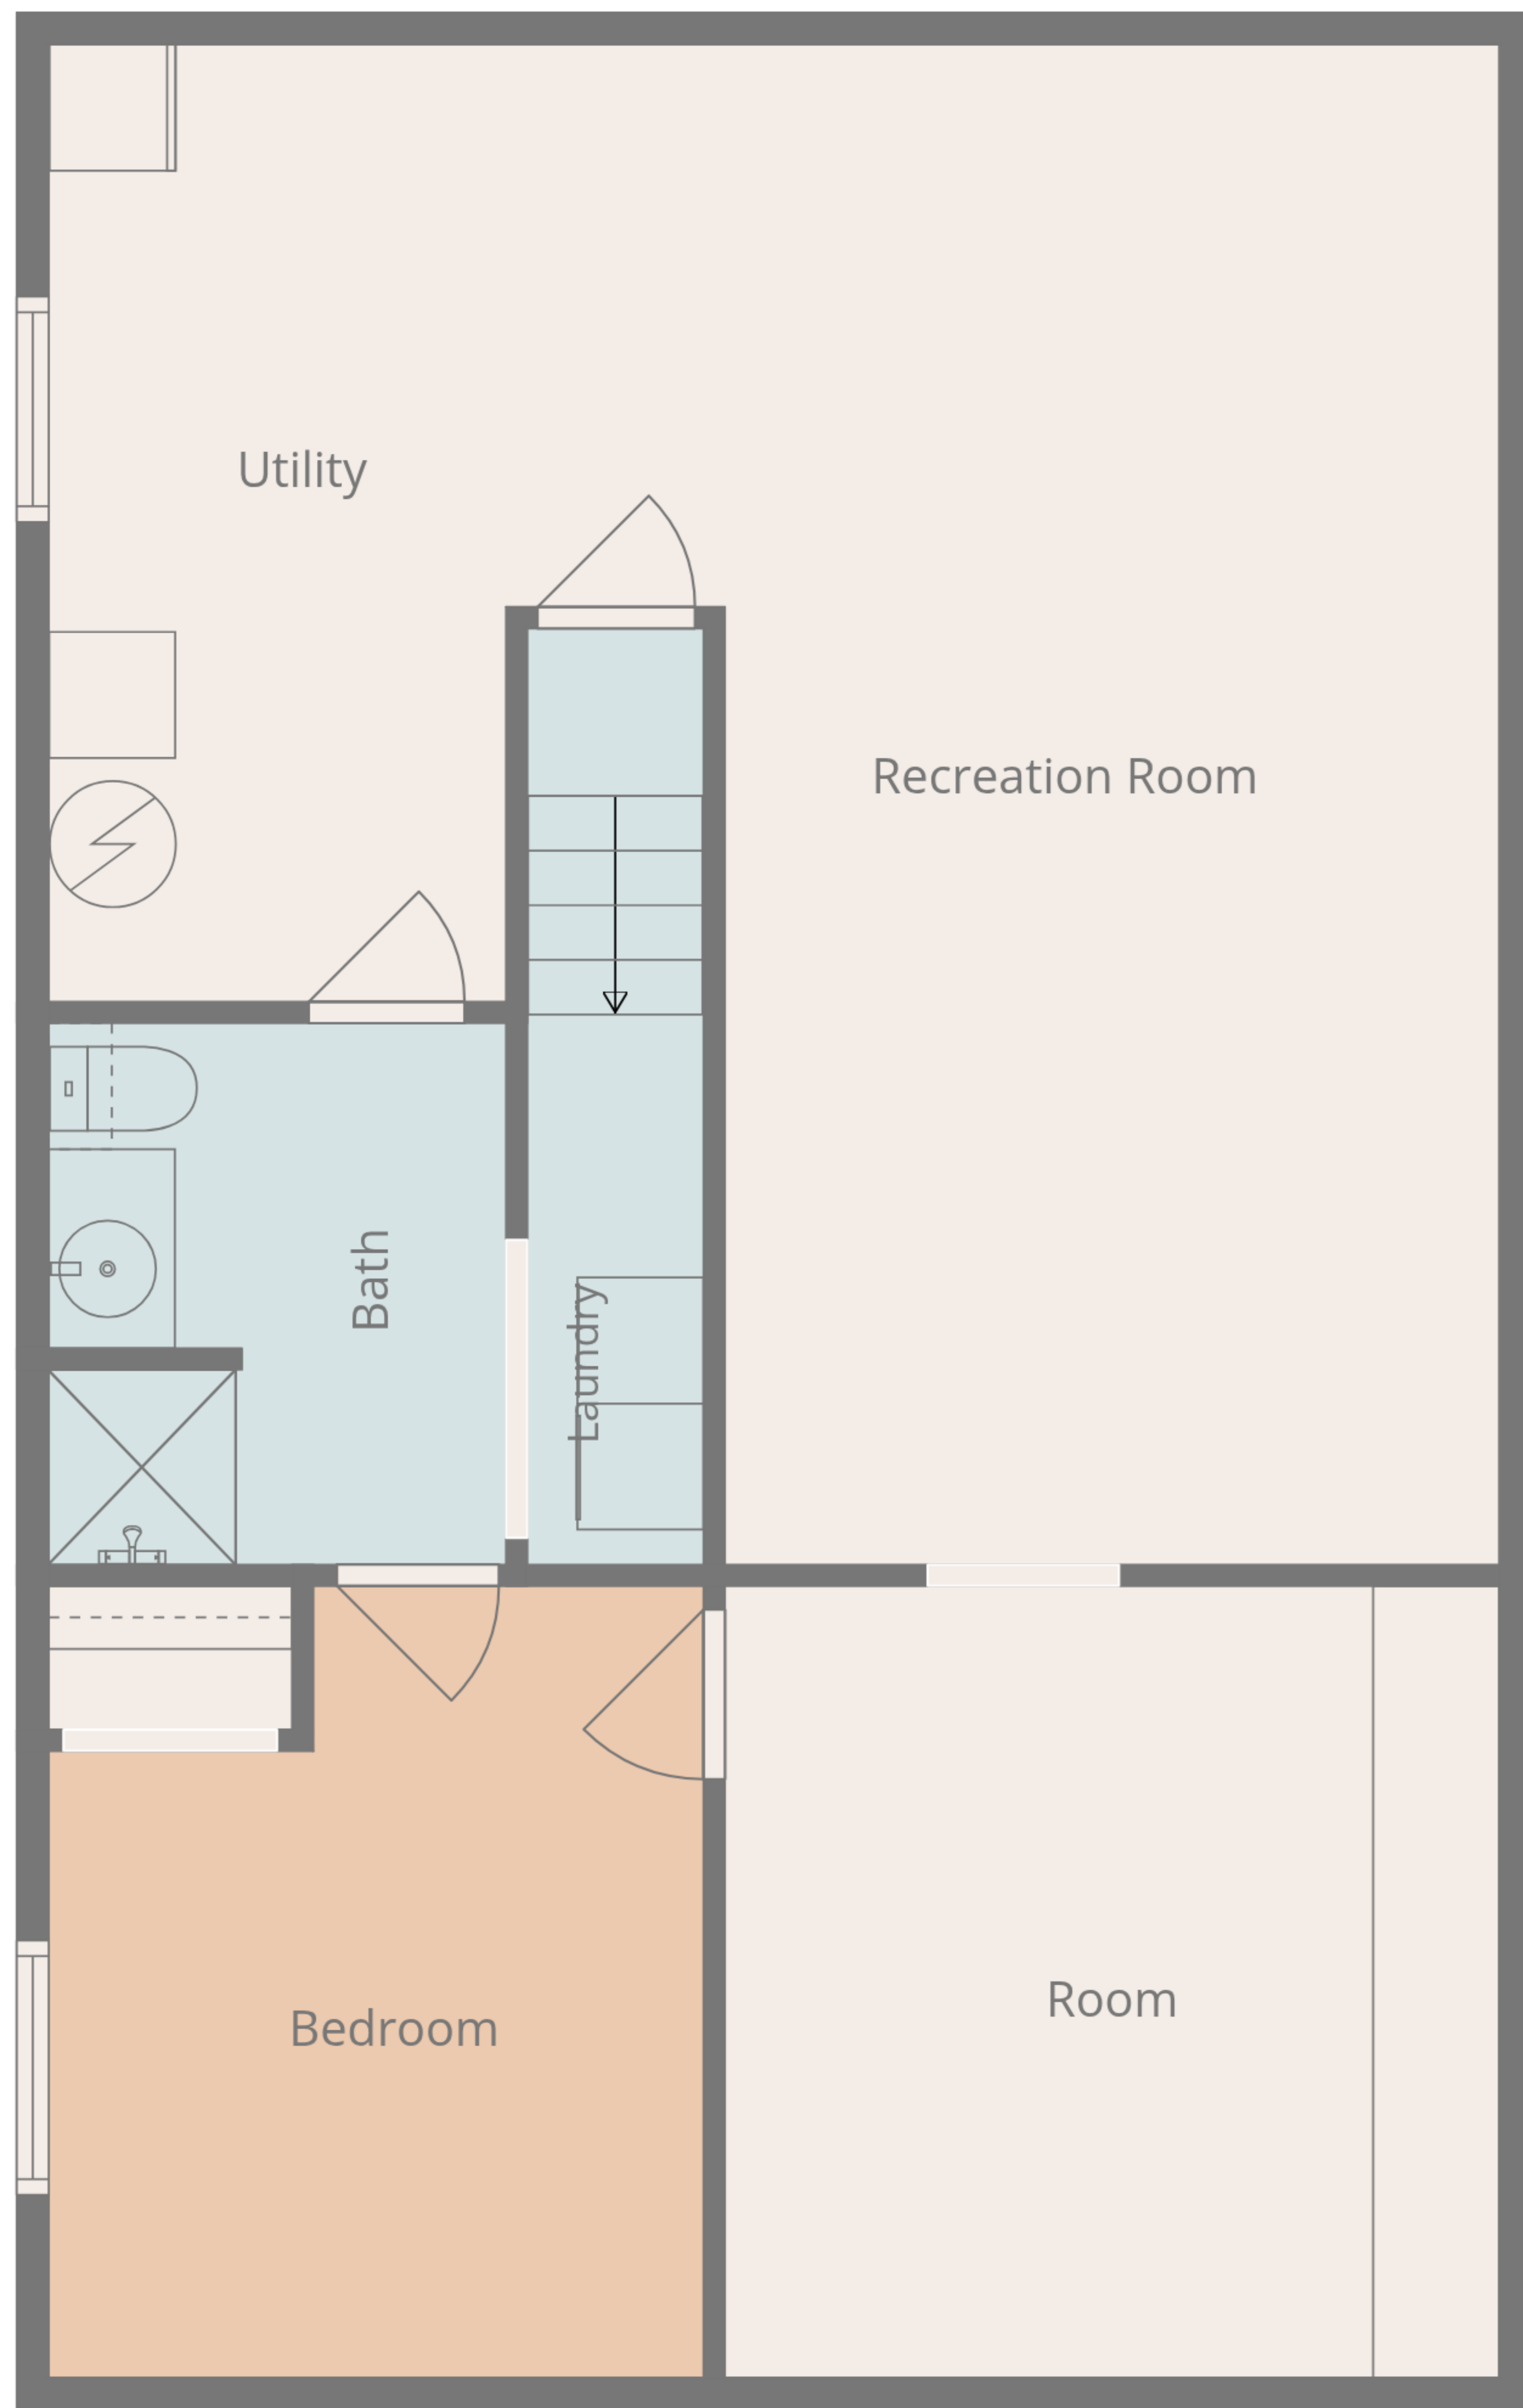 Utility
Recreation Room
Bath
Laundry
Room
Bedroom